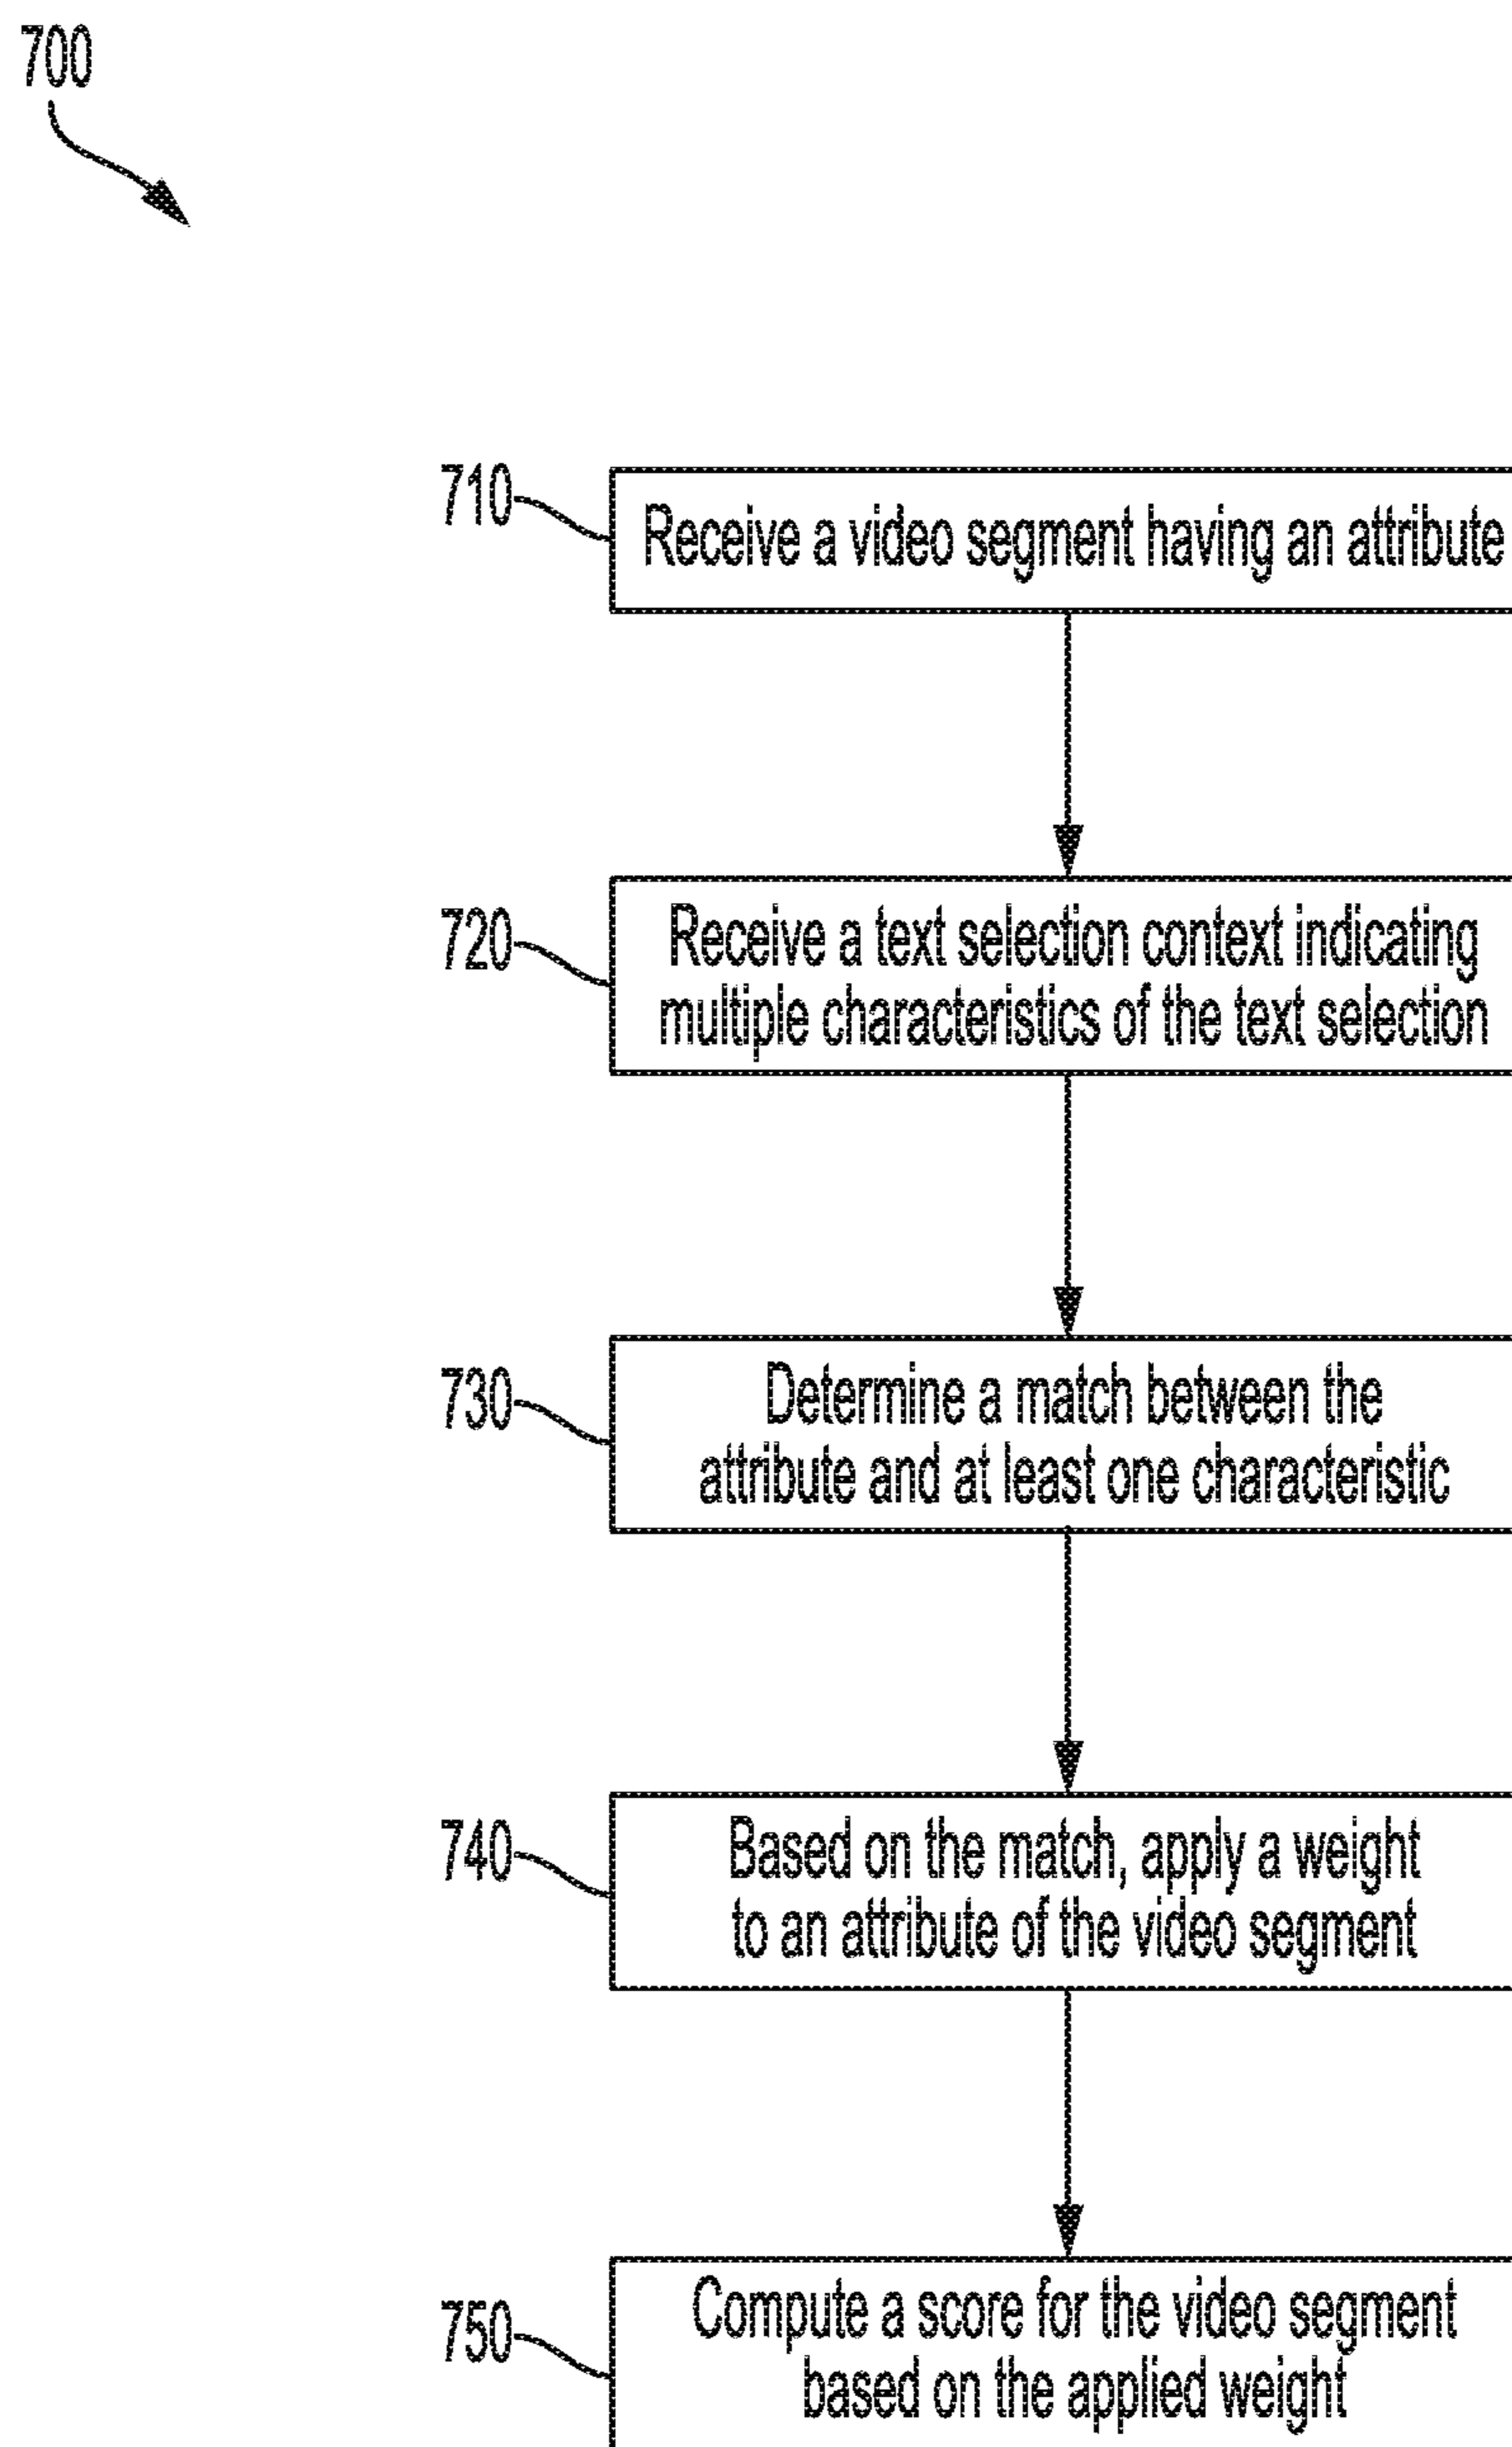 700
710
Receive a video segment having an attribute
720
Receive a text selection context indicating
multiple characteristics of the text selection
730
Determine a match between the
attribute and at least one characteristic
740
Based on the match, apply a weight
to an attribute of the video segment
750
Compute a score for the video segment
based on the applied weight